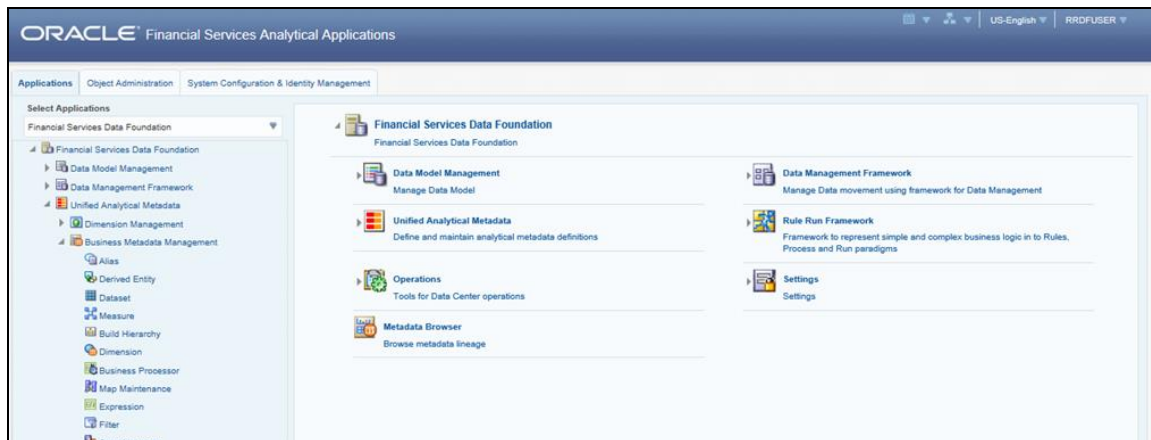 ORACLE® Financial Services Analytical Applications
US-English
RRDFUSER
Applications
Object Administration
System Configuration & Identity Management
Select Applications
Financial Services Data Foundation
Financial Services Data Foundation
Data Model Management
Data Management Framework
Unified Analytical Metadata
Dimension Management
Business Metadata Management
Alias
Derived Entity
Dataset
Measure
Build Hierarchy
Dimension
Business Processor
Map Maintenance
Expression
Filter
Financial Services Data Foundation
Financial Services Data Foundation
Data Model Management
Manage Data Model
Data Management Framework
Manage Data movement using framework for Data Management
Unified Analytical Metadata
Define and maintain analytical metadata definitions
Rule Run Framework
Framework to represent simple and complex business logic in to Rules,
Process and Run paradigms
Operations
Tools for Data Center operations
Settings
Settings
Metadata Browser
Browse metadata lineage